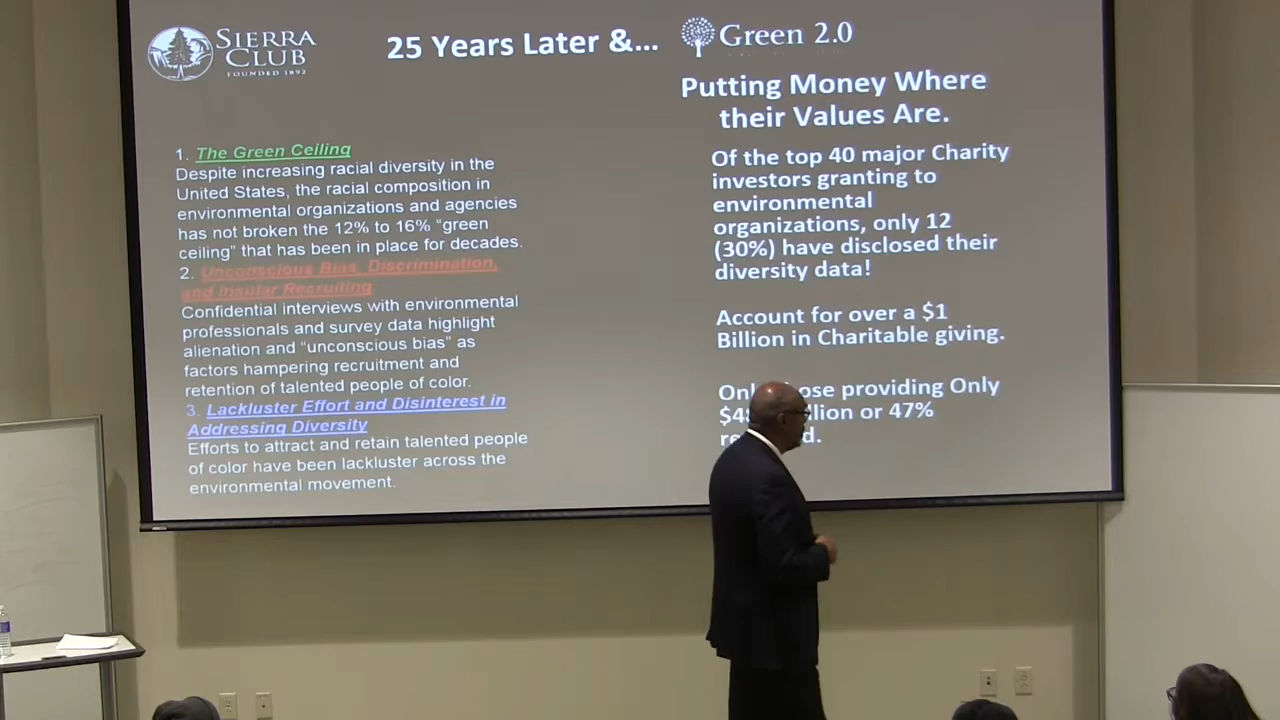 SIERRA
CLUB
FOUNDED 1892
25 Years Later &...
Green 2.0
1. The Green Ceiling
Despite increasing racial diversity in the
United States, the racial composition in
environmental organizations and agencies
has not broken the 12% to 16% “green
ceiling” that has been in place for decades.
2. Unconscious Bias, Discrimination,
and Insular Recruiting
Confidential interviews with environmental
professionals and survey data highlight
alienation and “unconscious bias” as
factors hampering recruitment and
retention of talented people of color.
3. Lackluster Effort and Disinterest in
Addressing Diversity
Efforts to attract and retain talented people
of color have been lackluster across the
environmental movement.
Putting Money Where
their Values Are.
Of the top 40 major Charity
investors granting to
environmental
organizations, only 12
(30%) have disclosed their
diversity data!
Account for over a $1
Billion in Charitable giving.
providing Only
or 47%